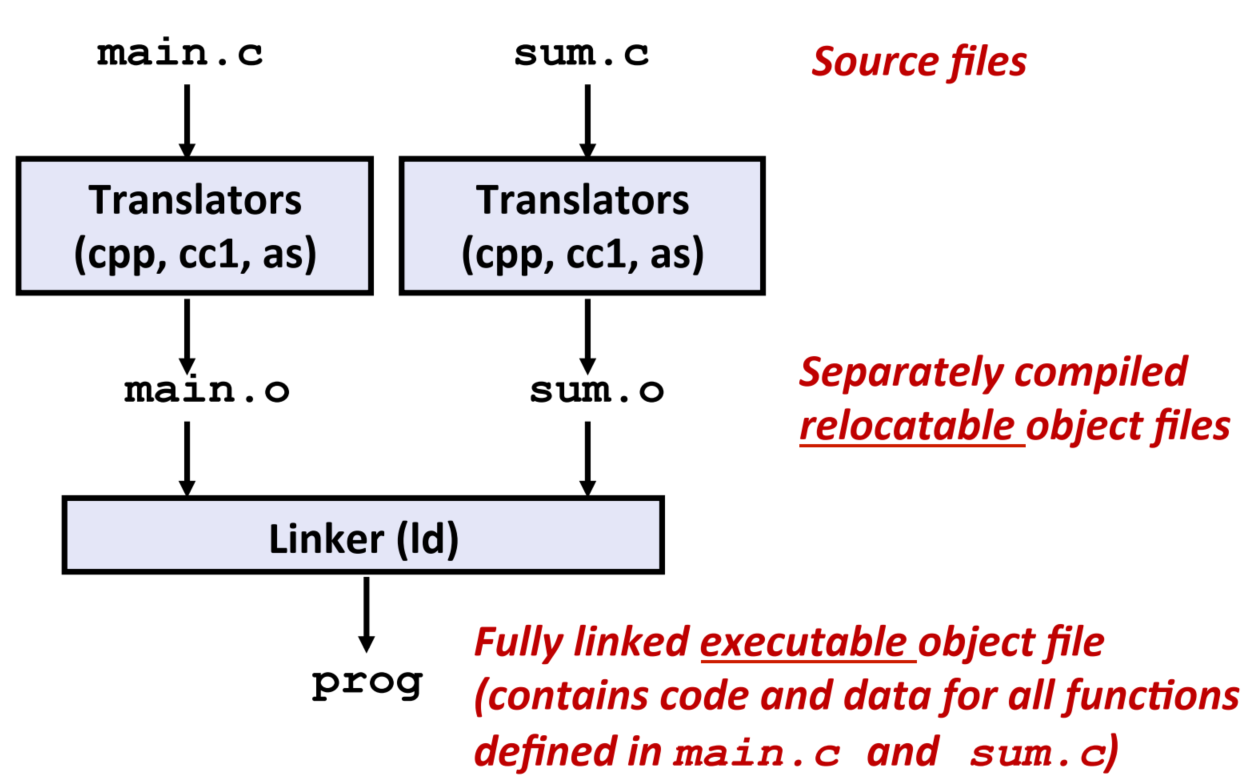 main.c
sum.c
Source files
Translators
(cpp, cc1, as)
Translators
(cpp, cc1, as)
main.o
sum.o
Separately compiled
relocatable object files
Linker (ld)
prog
Fully linked executable object file
(contains code and data for all functions
defined in main.c and sum.c)